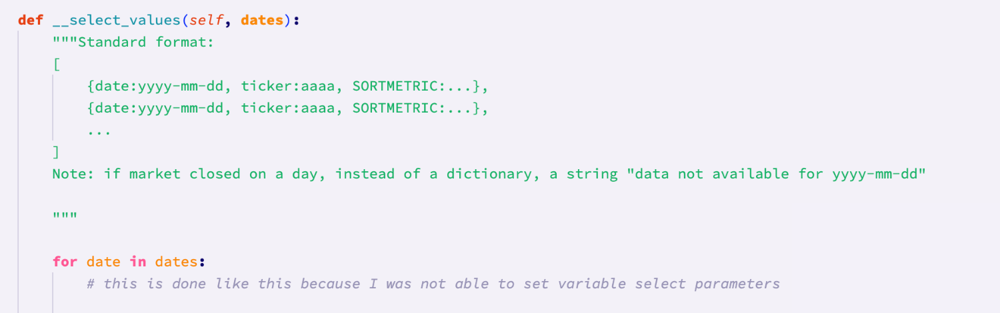 def __select_values(self, dates):
"""Standard format:
[
{date:yyyy-mm-dd, ticker:aaaa, SORTMETRIC:...},
{date:yyyy-mm-dd, ticker:aaaa, SORTMETRIC:...},
...
]
Note: if market closed on a day, instead of a dictionary, a string "data not available for yyyy-mm-dd"
"""
for date in dates:
# this is done like this because I was not able to set variable select parameters